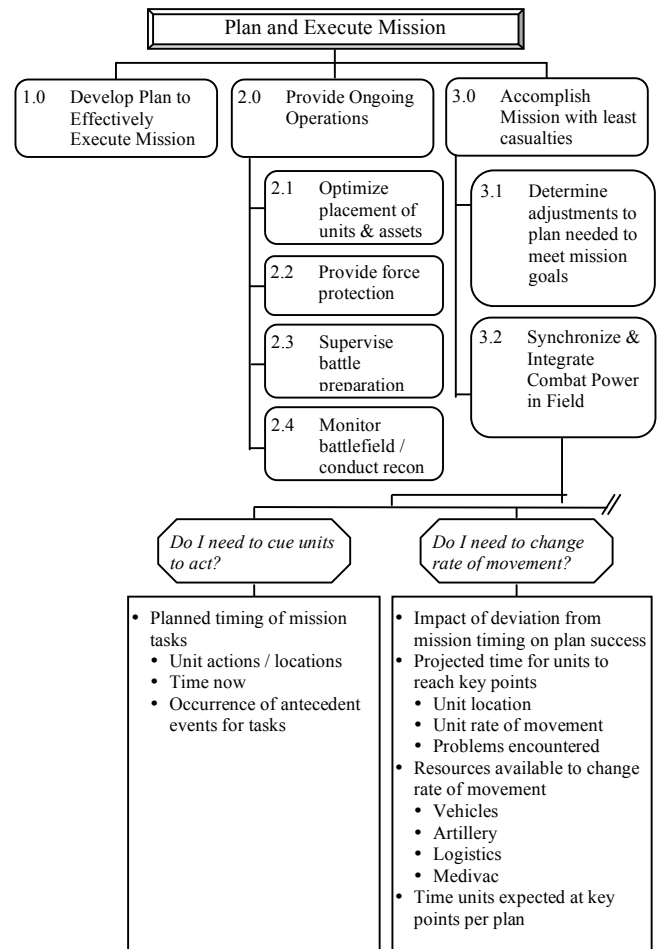 Plan and Execute Mission
1.0 Develop Plan to
Effectively
Execute Mission
2.0 Provide Ongoing
Operations
3.0 Accomplish
Mission with least
casualties
2.1 Optimize
placement of
units & assets
2.2 Provide force
protection
2.3 Supervise
battle
preparation
2.4 Monitor
battlefield /
conduct recon
3.1 Determine
adjustments to
plan needed to
meet mission
goals
3.2 Synchronize &
Integrate
Combat Power
in Field
Do I need to cue units
to act?
• Planned timing of mission
tasks
• Unit actions / locations
• Time now
• Occurrence of antecedent
events for tasks
Do I need to change
rate of movement?
• Impact of deviation from
mission timing on plan success
• Projected time for units to
reach key points
• Unit location
• Unit rate of movement
• Problems encountered
• Resources available to change
rate of movement
• Vehicles
• Artillery
• Logistics
• Medivac
• Time units expected at key
points per plan